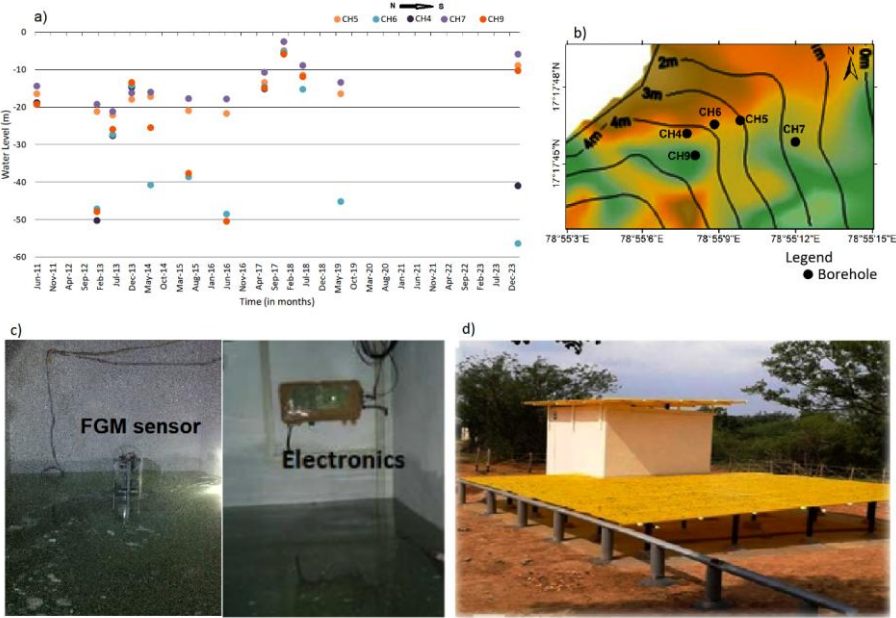 a)
N S
CH5 CH6 CH4 CH7 CH9
0
-10
-20
-30
-40
-50
-60
Water Level (m)
Jun-11 Nov-11 Apr-12 Sep-12 Feb-13 Jul-13 Dec-13 May-14 Oct-14 Mar-15 Aug-15 Jan-16 Jun-16 Nov-16 Apr-17 Sep-17 Feb-18 Jul-18 Dec-18 May-19 Oct-19 Mar-20 Aug-20 Jan-21 Jun-21 Nov-21 Apr-22 Sep-22 Feb-23 Jul-23 Dec-23
Time (in months)
b)
N
2m
1m
0m
3m
4m
4m
CH6
CH5
CH4
CH7
CH9
17°17'48"N
17°17'45"N
78°55'3"E 78°55'6"E 78°55'9"E 78°55'12"E 78°55'15"E
Legend
Borehole
c)
FGM sensor
Electronics
d)